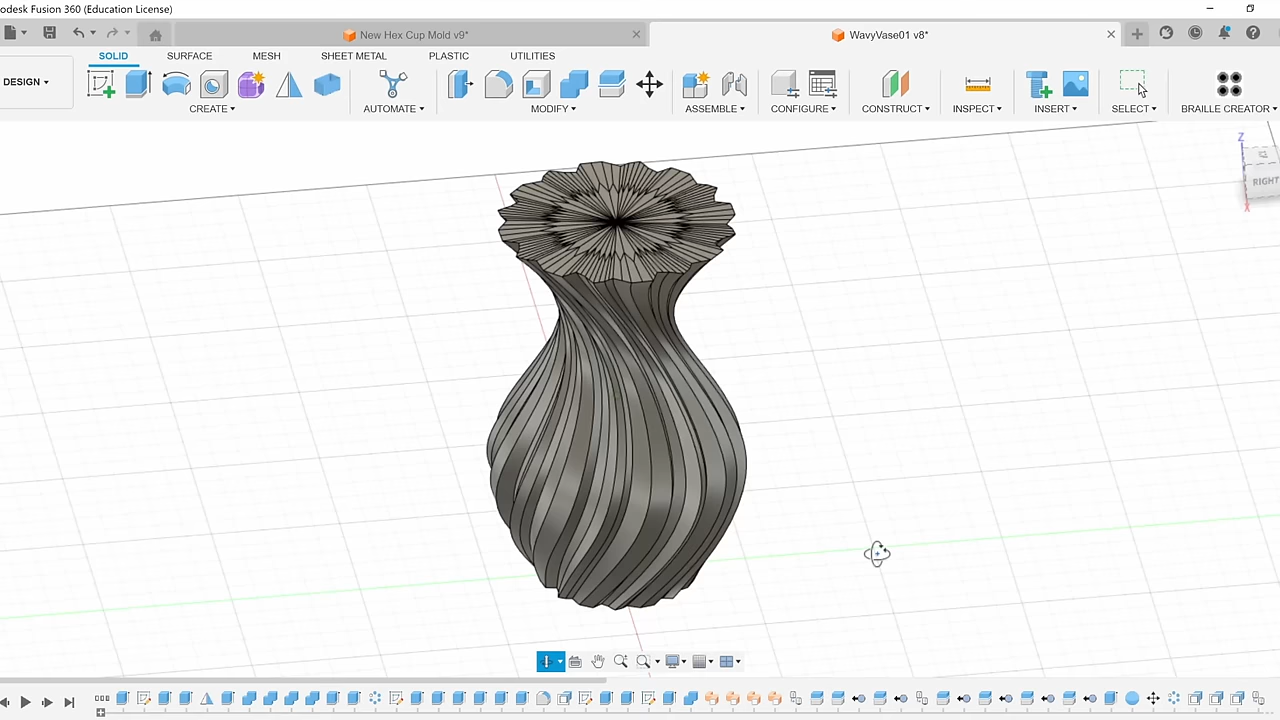 odesk Fusion 360 (Education License)
New Hex Cup Mold v9*
WavyVase01 v8*
SOLID SURFACE MESH SHEET METAL PLASTIC UTILITIES
DESIGN
CREATE AUTOMATE MODIFY ASSEMBLE CONFIGURE CONSTRUCT INSPECT INSERT SELECT BRAILLE CREATOR
Z
RIGHT
X